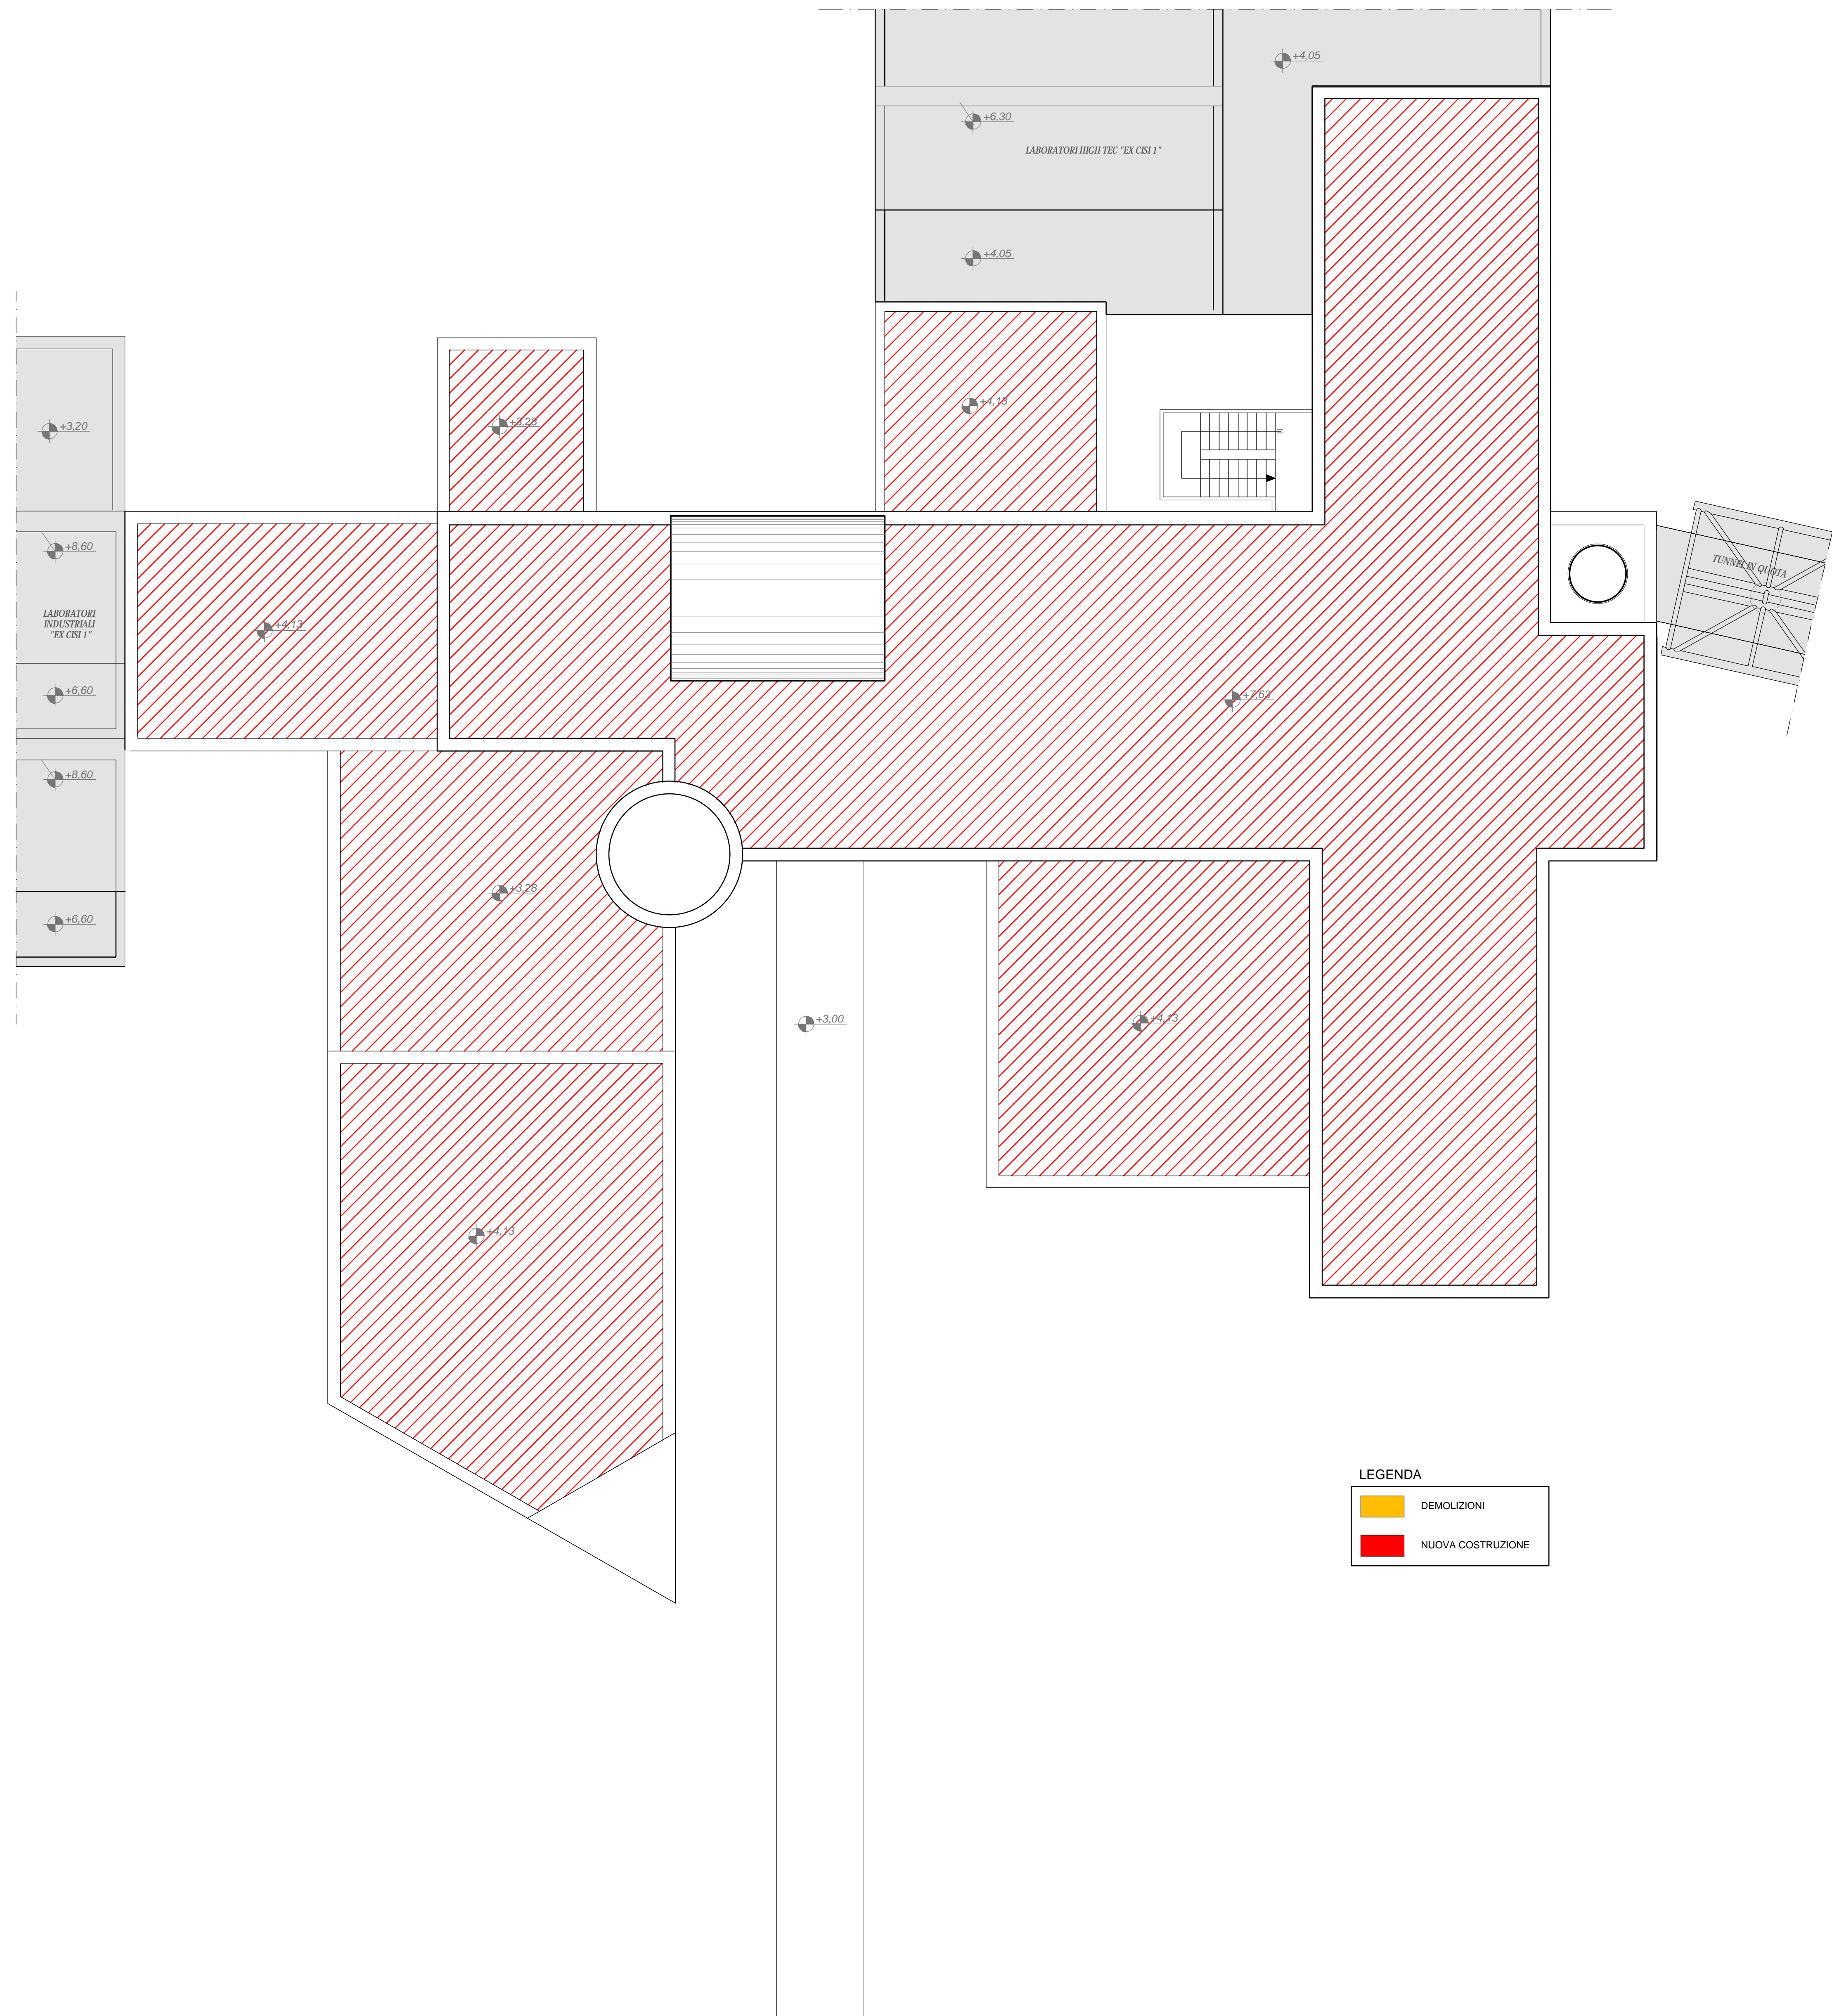 +4,05
+6,30
LABORATORI HIGH TEC "EX CISI 1"
+4,05
+3,20
+3,28
+4,13
+8,60
TUNNEL IN QUOTA
LABORATORI
INDUSTRIALI
"EX CISI 1"
+4,13
+6,60
+7,63
+8,60
+3,28
+6,60
+3,00
+4,13
+4,13
LEGENDA
DEMOLIZIONI
NUOVA COSTRUZIONE